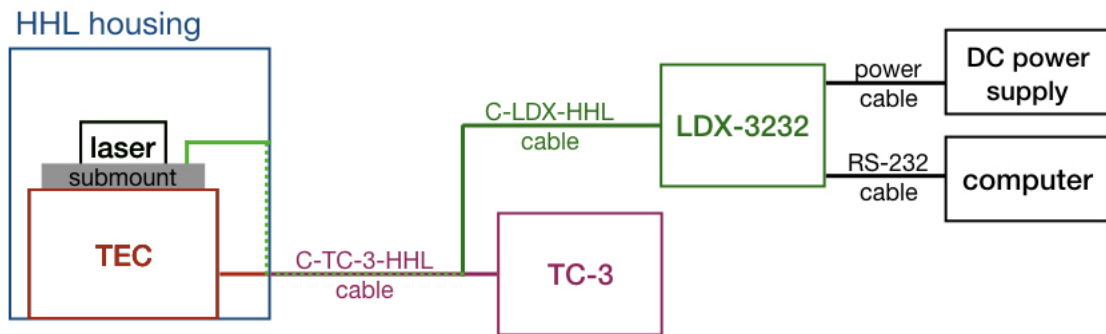 HHL housing
laser
submount
TEC
C-TC-3-HHL
cable
C-LDX-HHL
cable
TC-3
LDX-3232
power
cable
RS-232
cable
DC power
supply
computer